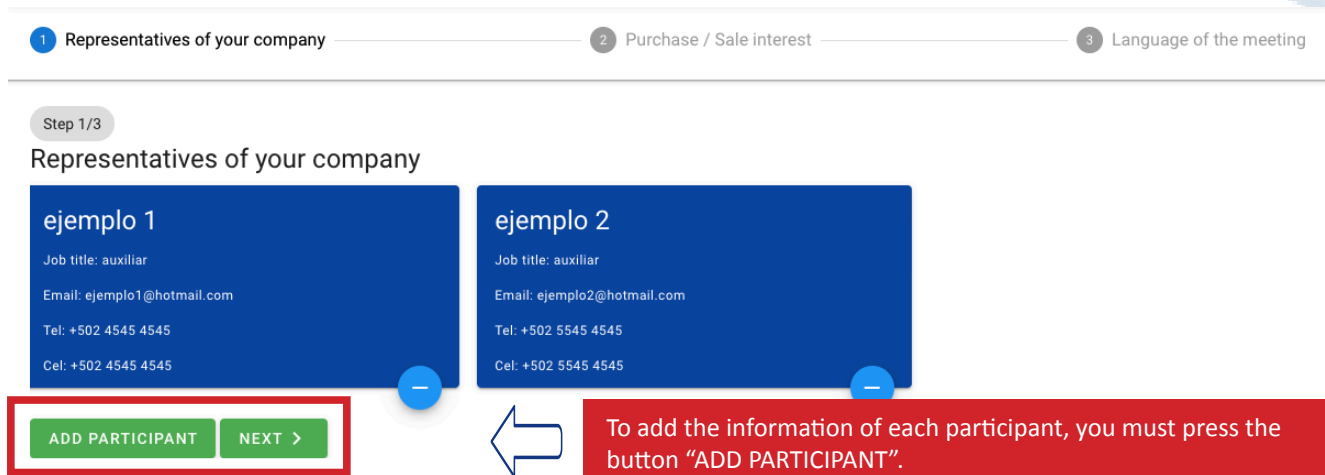 1 Representatives of your company
2 Purchase / Sale interest
3 Language of the meeting
Step 1/3
Representatives of your company
ejemplo 1
Job title: auxiliar
Email: ejemplo1@hotmail.com
Tel: +502 4545 4545
Cel: +502 4545 4545
ejemplo 2
Job title: auxiliar
Email: ejemplo2@hotmail.com
Tel: +502 5545 4545
Cel: +502 5545 4545
ADD PARTICIPANT
NEXT >
To add the information of each participant, you must press the
button “ADD PARTICIPANT”.